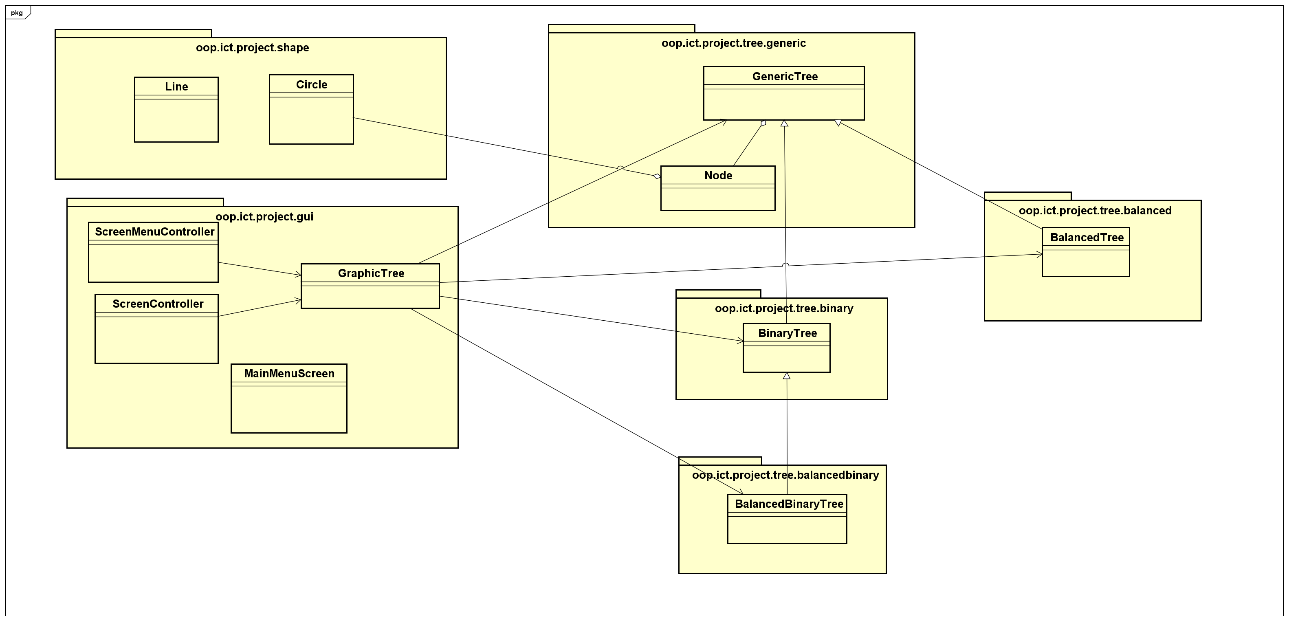 pkg
oop.ict.project.shape
Line
Circle
oop.ict.project.tree.generic
GenericTree
Node
oop.ict.project.gui
ScreenMenuController
GraphicTree
ScreenController
MainMenuScreen
oop.ict.project.tree.balanced
BalancedTree
oop.ict.project.tree.binary
BinaryTree
oop.ict.project.tree.balancedbinary
BalancedBinaryTree